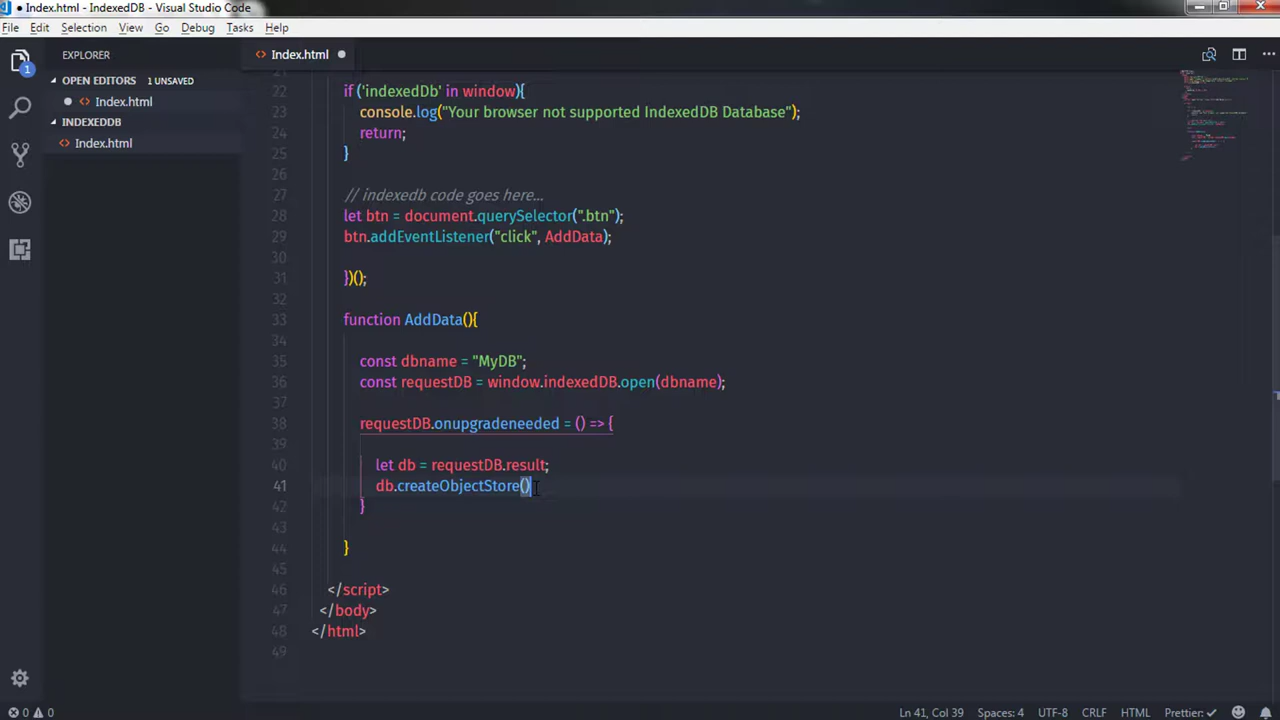 ● Index.html - IndexedDB - Visual Studio Code
File Edit Selection View Go Debug Tasks Help
EXPLORER
Index.html
OPEN EDITORS 1 UNSAVED
Index.html
INDEXEDDB
Index.html
1
21
22 if ('indexedDb' in window){
23 console.log("Your browser not supported IndexedDB Database");
24 return;
25 }
26
27 // indexedb code goes here...
28 let btn = document.querySelector(".btn");
29 btn.addEventListener("click", AddData);
30
31 })();
32
33 function AddData(){
34
35 const dbname = "MyDB";
36 const requestDB = window.indexedDB.open(dbname);
37
38 requestDB.onupgradeneeded = () => {
39
40 let db = requestDB.result;
41 db.createObjectStore()
42 }
43
44 }
45
46 </script>
47 </body>
48 </html>
49
0 0 Ln 41, Col 39 Spaces: 4 UTF-8 CRLF HTML Prettier: ✓